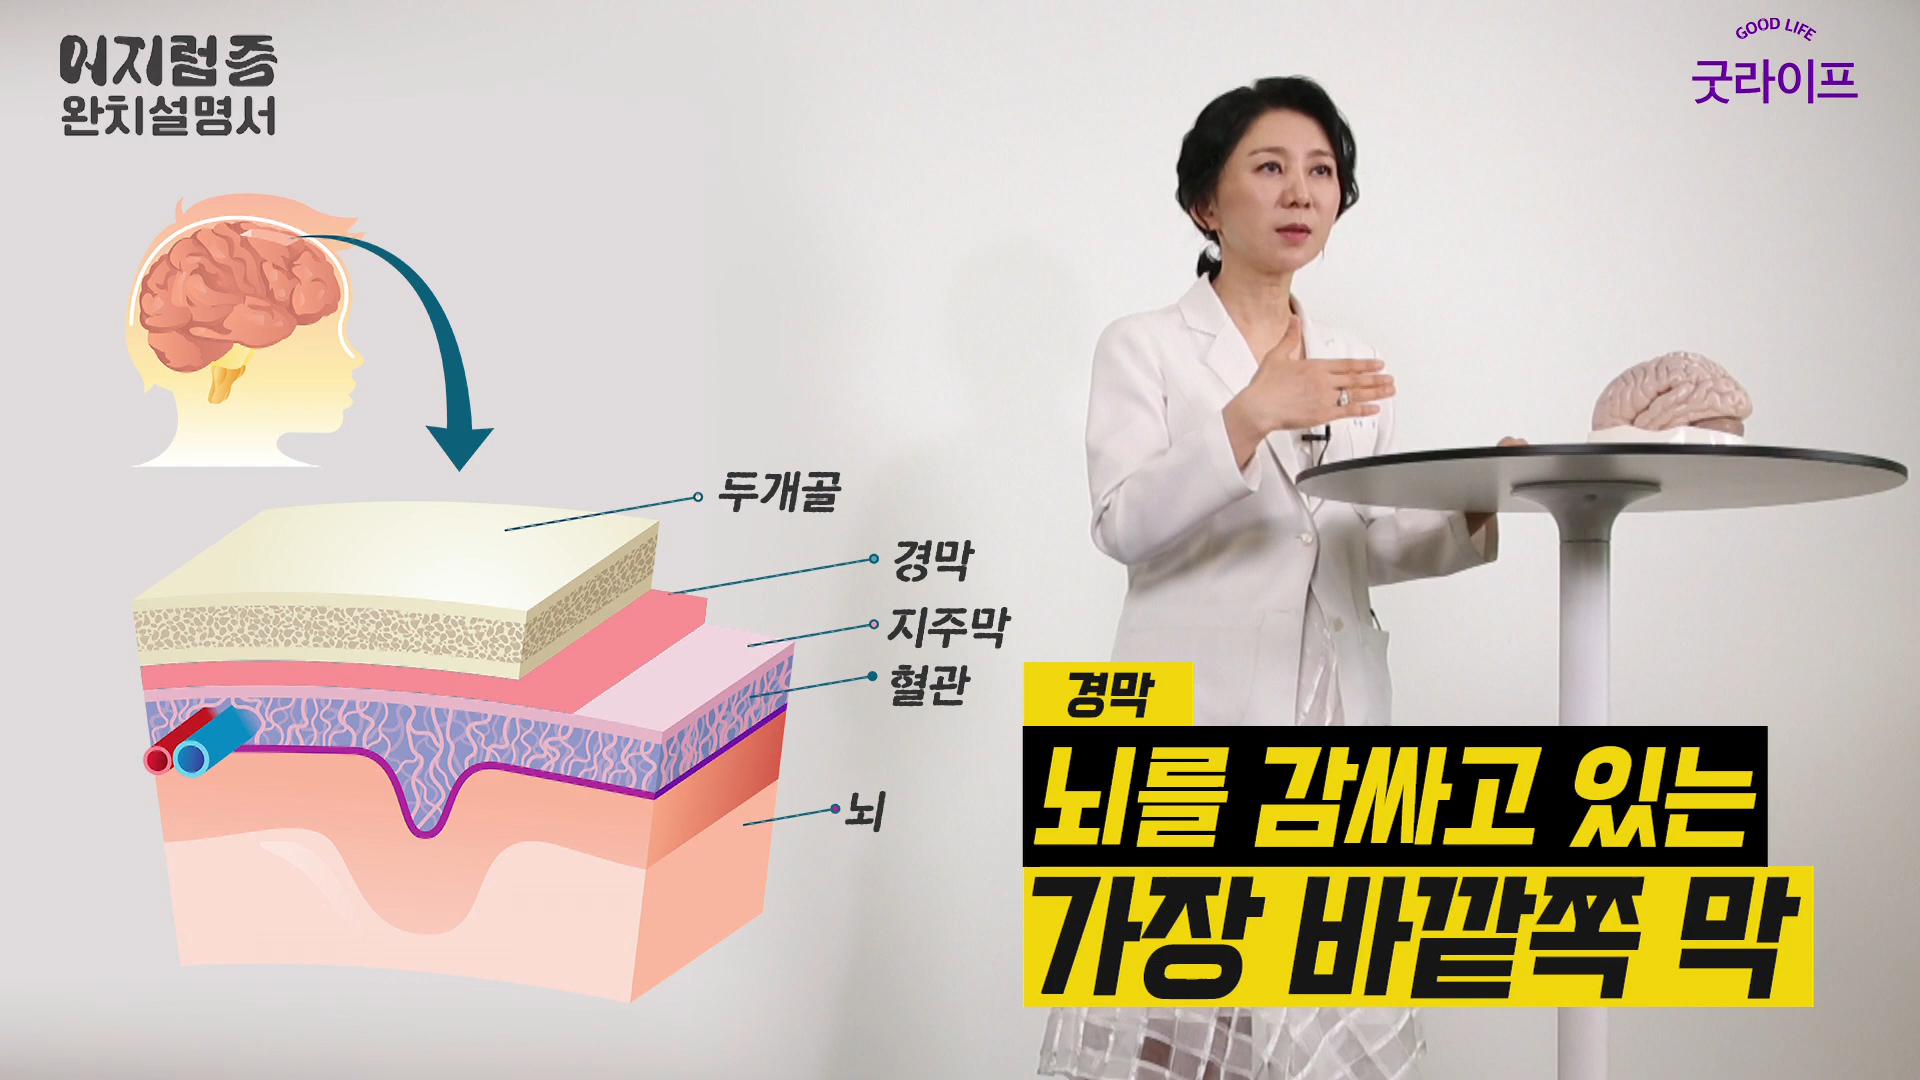 어지럼증
완치설명서
GOOD LIFE
굿라이프
두개골
경막
지주막
혈관
뇌
경막
뇌를 감싸고 있는
가장 바깥쪽 막